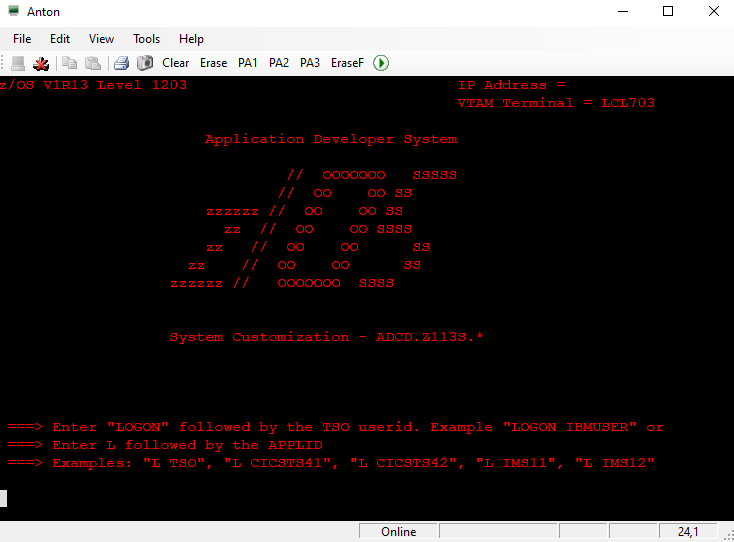 Anton
File Edit View Tools Help
Clear Erase PA1 PA2 PA3 EraseF
z/OS V1R13 Level 1203 IP Address =
VTAM Terminal = LCL703
Application Developer System
// OOOOOOO SSSSS
// OO OO SS
zzzzzz // OO OO SS
zz // OO OO SSSS
zz // OO OO SS
zz // OO OO SS
zzzzzz // OOOOOOO SSSS
System Customization - ADCD.Z113S.*
===> Enter "LOGON" followed by the TSO userid. Example "LOGON IBMUSER" or
===> Enter L followed by the APPLID
===> Examples: "L TSO", "L CICSTS41", "L CICSTS42", "L IMS11", "L IMS12"
Online 24,1